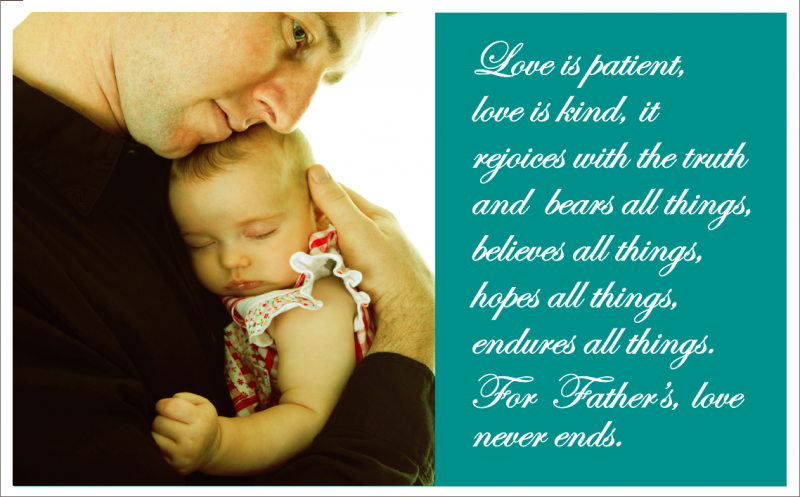 Love is patient,
love is kind, it
rejoices with the truth
and bears all things,
believes all things,
hopes all things,
endures all things.
For Father's, love
never ends.